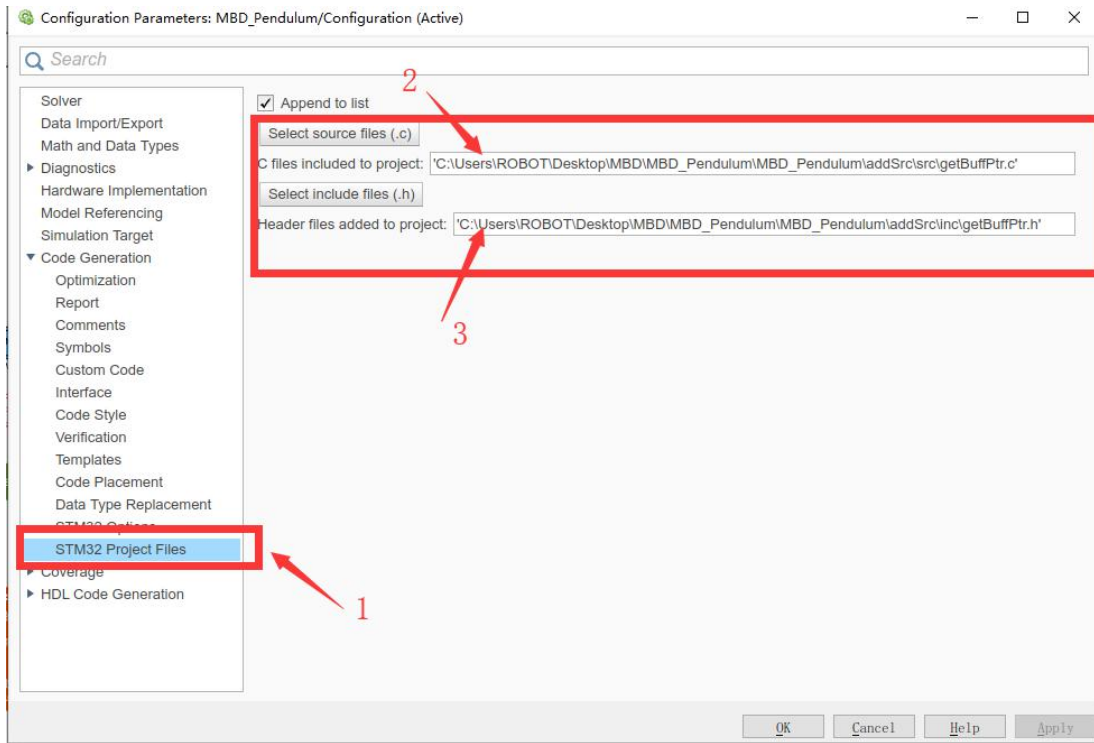 Configuration Parameters: MBD_Pendulum/Configuration (Active)
Search
2
Solver
Data Import/Export
Math and Data Types
Diagnostics
Hardware Implementation
Model Referencing
Simulation Target
Code Generation
Optimization
Report
Comments
Symbols
Custom Code
Interface
Code Style
Verification
Templates
Code Placement
Data Type Replacement
STM32 Options
STM32 Project Files
Coverage
HDL Code Generation
Append to list
Select source files (.c)
C files included to project: 'C:\Users\ROBOT\Desktop\MBD\MBD_Pendulum\MBD_Pendulum\addSrc\src\getBuffPtr.c'
Select include files (.h)
Header files added to project: 'C:\Users\ROBOT\Desktop\MBD\MBD_Pendulum\MBD_Pendulum\addSrc\inc\getBuffPtr.h'
3
1
OK Cancel Help Apply